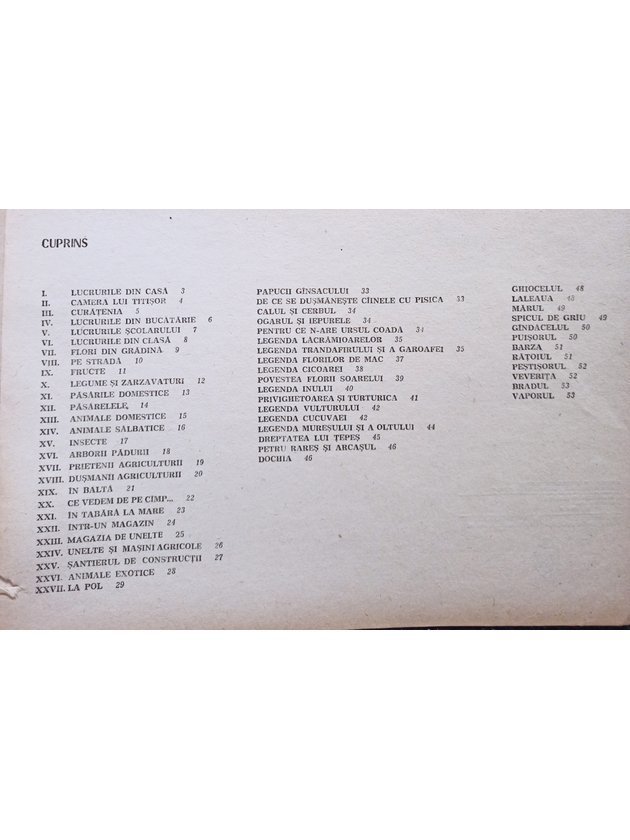 CUPRINS
I. LUCRURILE DIN CASĂ 3
II. CAMERA LUI TITIȘOR 4
III. CURĂȚENIA 5
IV. LUCRURILE DIN BUCĂTĂRIE 6
V. LUCRURILE ȘCOLARULUI 7
VI. LUCRURILE DIN CLASĂ 8
VII. FLORI DIN GRĂDINĂ 9
VIII. PE STRADĂ 10
IX. FRUCTE 11
X. LEGUME ȘI ZARZAVATURI 12
XI. PĂSĂRILE DOMESTICE 13
XII. PĂSĂRELELE, 14
XIII. ANIMALE DOMESTICE 15
XIV. ANIMALE SĂLBATICE 16
XV. INSECTE 17
XVI. ARBORII PĂDURII 18
XVII. PRIETENII AGRICULTURII 19
XVIII. DUȘMANII AGRICULTURII 20
XIX. ÎN BALTĂ 21
XX. CE VEDEM DE PE CÎMP... 22
XXI. ÎN TABĂRĂ LA MARE 23
XXII. ÎNTR-UN MAGAZIN 24
XXIII. MAGAZIA DE UNELTE 25
XXIV. UNELTE ȘI MAȘINI AGRICOLE 26
XXV. ȘANTIERUL DE CONSTRUCȚII 27
XXVI. ANIMALE EXOTICE 28
XXVII. LA POL 29
PAPUCII GÎNSACULUI 33
DE CE SE DUȘMĂNEȘTE CÎINELE CU PISICA 33
CALUL ȘI CERBUL 34
OGARUL ȘI IEPURELE 34
PENTRU CE N-ARE URSUL COADĂ 34
LEGENDA LĂCRĂMIOARELOR 35
LEGENDA TRANDAFIRULUI ȘI A GAROAFEI 35
LEGENDA FLORILOR DE MAC 37
LEGENDA CICOAREI 38
POVESTEA FLORII SOARELUI 39
LEGENDA INULUI 40
PRIVIGHETOAREA ȘI TURTURICA 41
LEGENDA VULTURULUI 42
LEGENDA CUCUVAEI 42
LEGENDA MUREȘULUI ȘI A OLTULUI 44
DREPTATEA LUI ȚEPEȘ 45
PETRU RAREȘ ȘI ARCAȘUL 46
DOCHIA 46
GHIOCELUL 48
LALEAUA 48
MĂRUL 49
SPICUL DE GRÎU 49
GÎNDĂCELUL 50
PUIȘORUL 50
BARZA 51
RĂȚOIUL 51
PEȘTIȘORUL 52
VEVERIȚA 52
BRADUL 53
VAPORUL 53